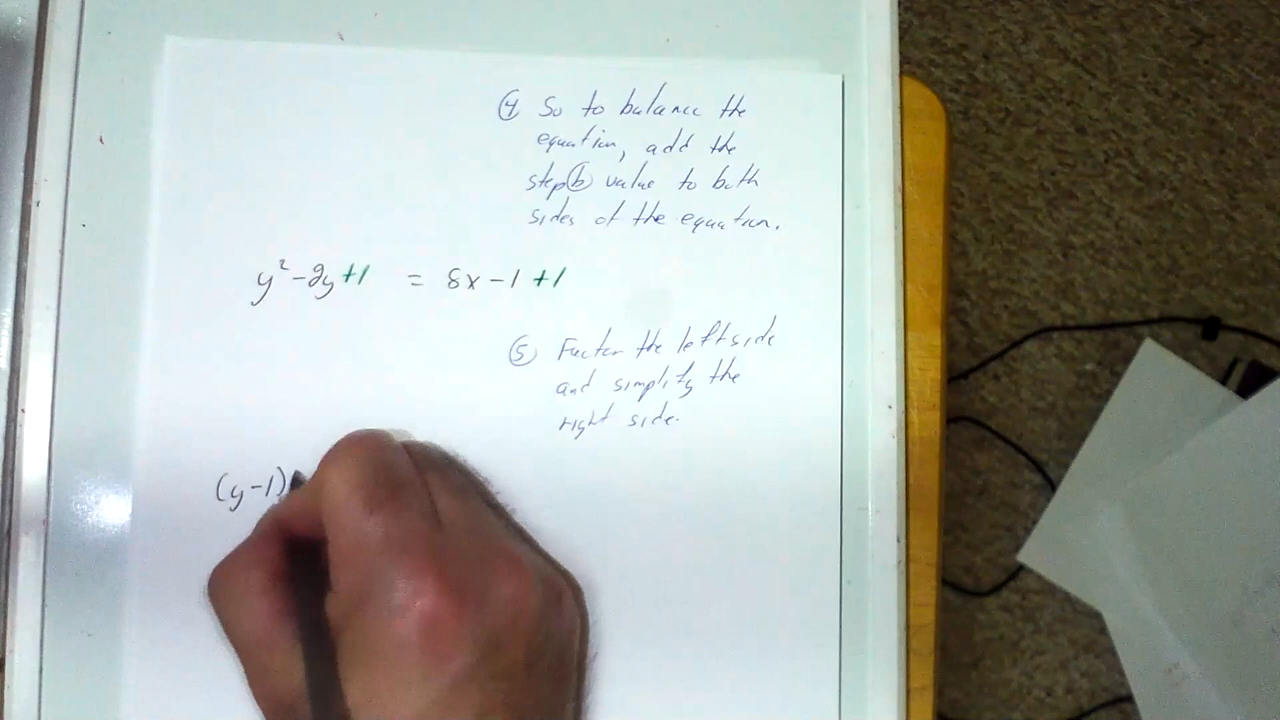 ④ So to balance the
equation, add the
step ⓑ value to both
sides of the equation.
y²-2y+1 = 8x-1+1
⑤ Factor the left side
and simplify the
right side.
(y-1)